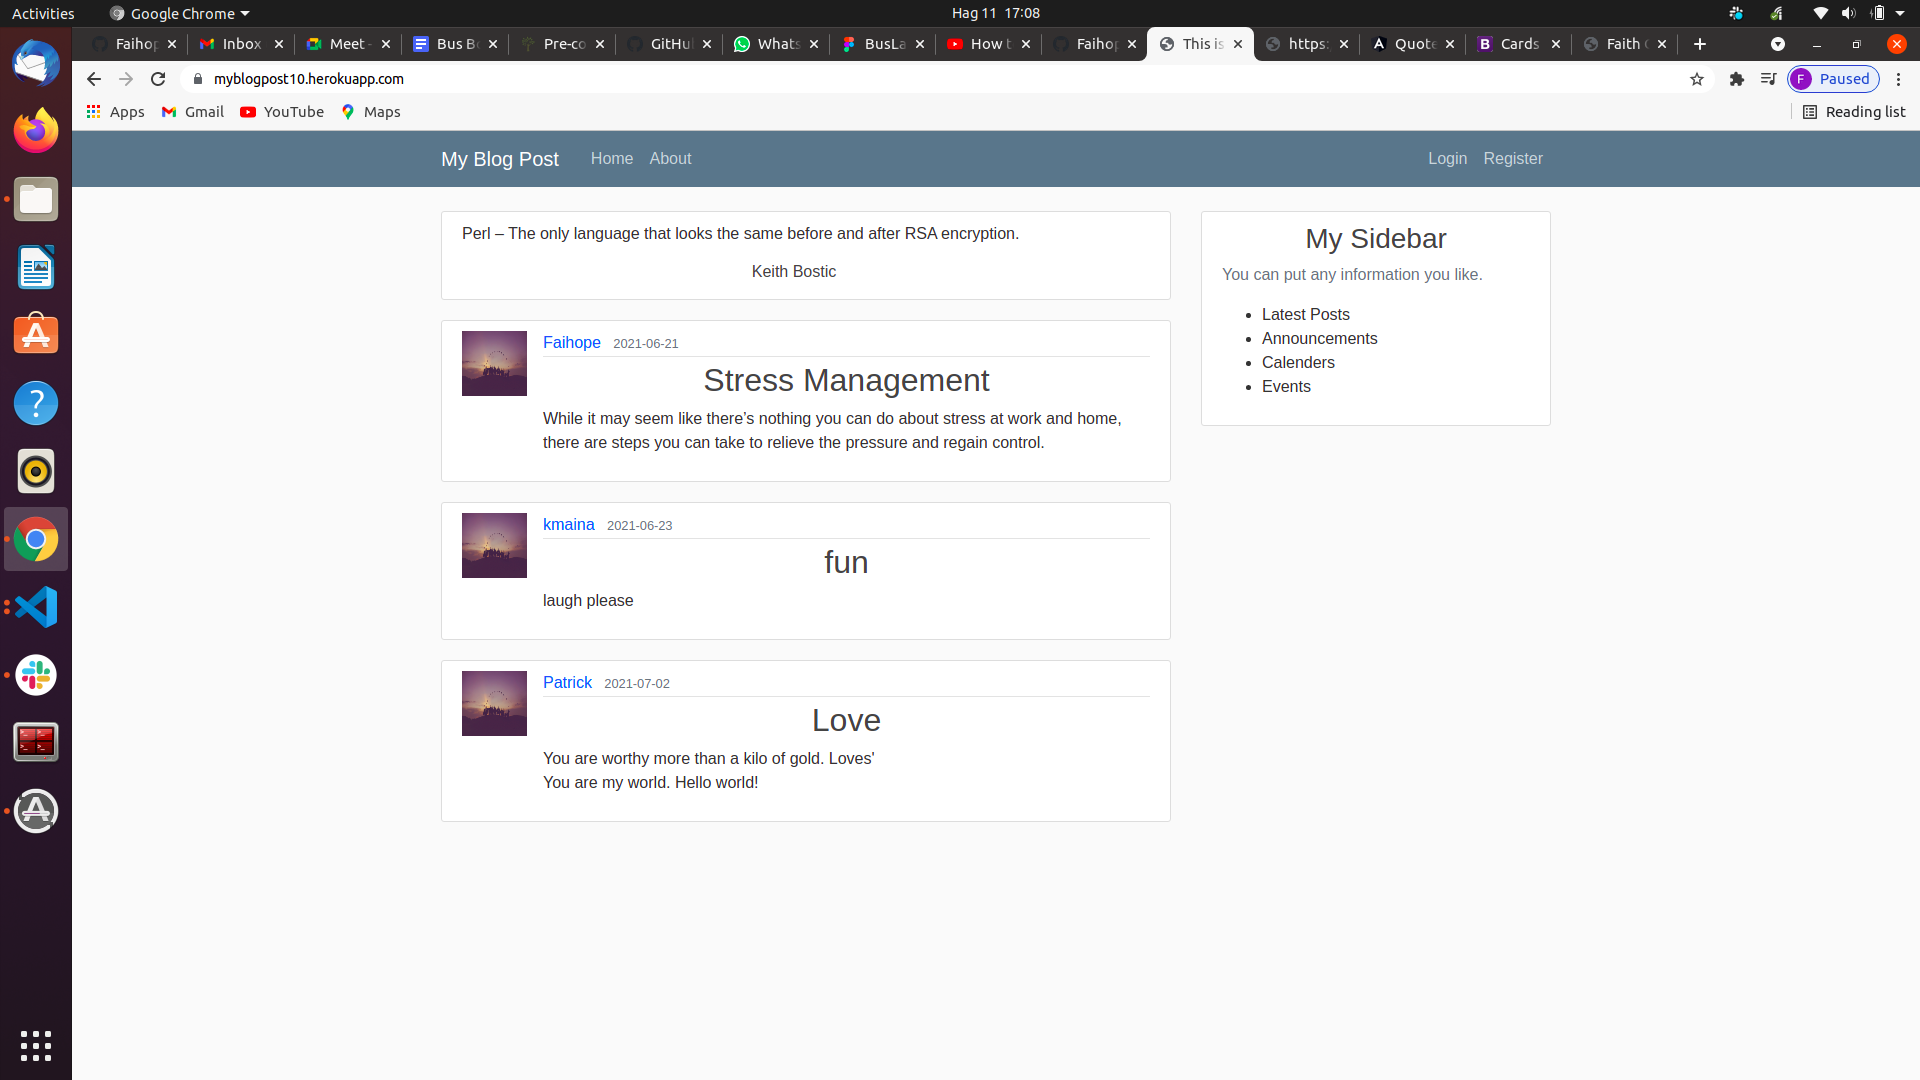 Activities
Google Chrome
Hag 11 17:08
Faihop
Inbox
Meet -
Bus Bo
Pre-co
GitHul
Whats
BusLa
How t
Faihop
This is
https:
Quote
Cards
Faith
myblogpost10.herokuapp.com
F
Paused
Apps
Gmail
YouTube
Maps
Reading list
My Blog Post
Home
About
Login
Register
Perl – The only language that looks the same before and after RSA encryption.
Keith Bostic
Faihope 2021-06-21
Stress Management
While it may seem like there’s nothing you can do about stress at work and home,
there are steps you can take to relieve the pressure and regain control.
kmaina 2021-06-23
fun
laugh please
Patrick 2021-07-02
Love
You are worthy more than a kilo of gold. Loves'
You are my world. Hello world!
My Sidebar
You can put any information you like.
Latest Posts
Announcements
Calenders
Events